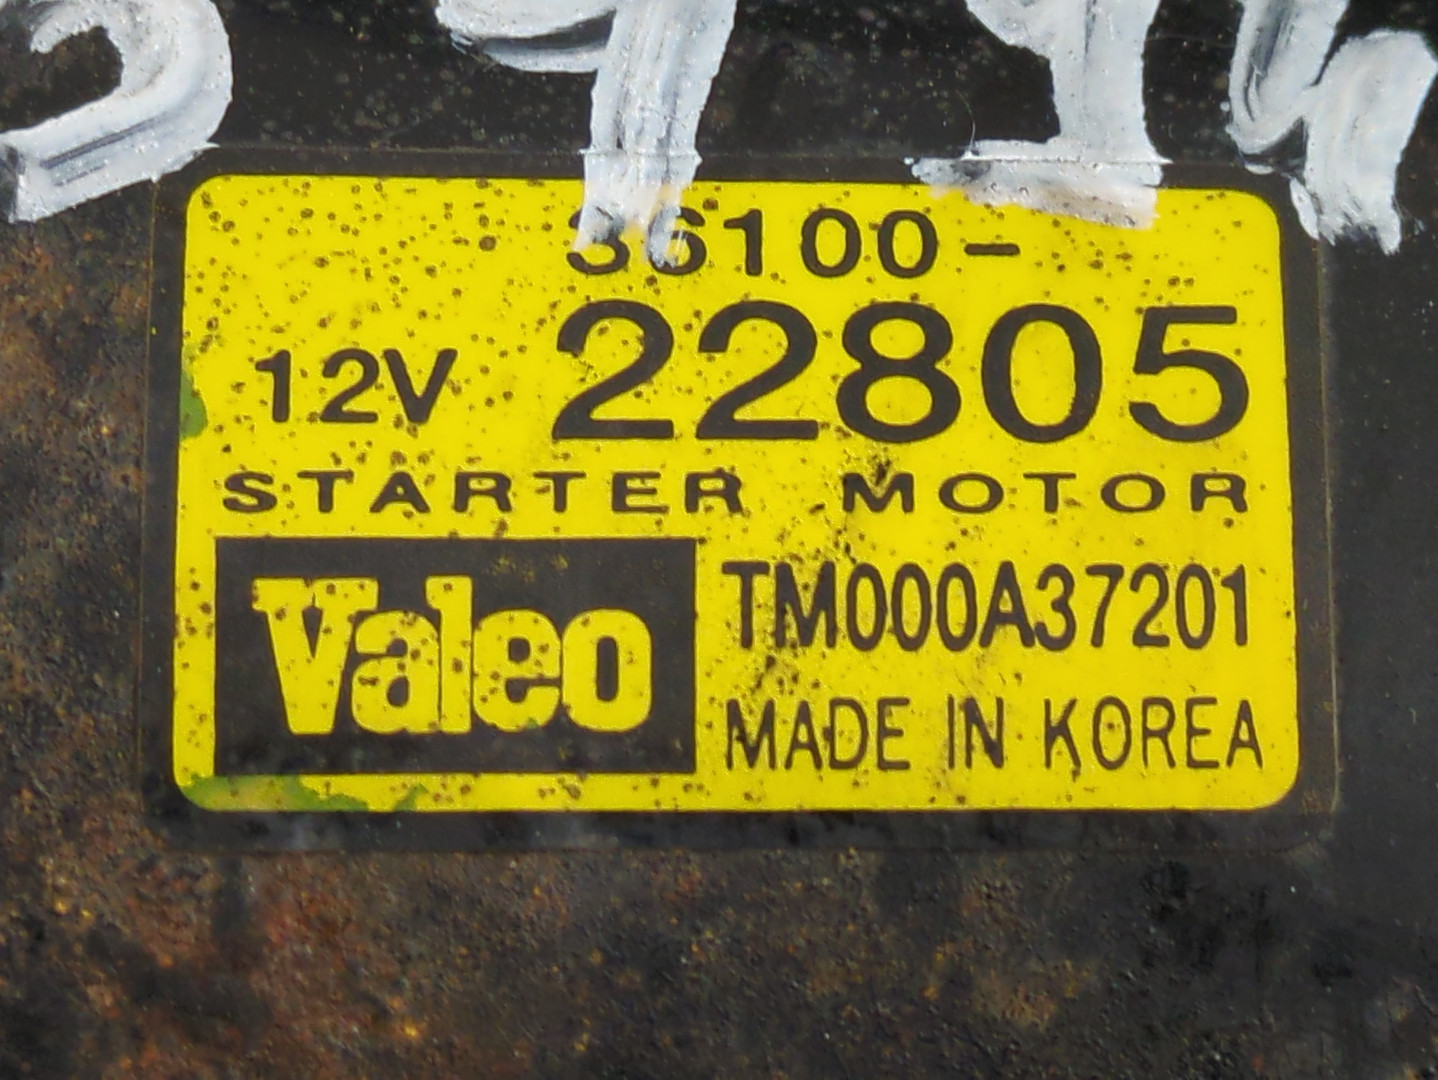 36100-
12V 22805
STARTER MOTOR
Valeo
TM000A37201
MADE IN KOREA